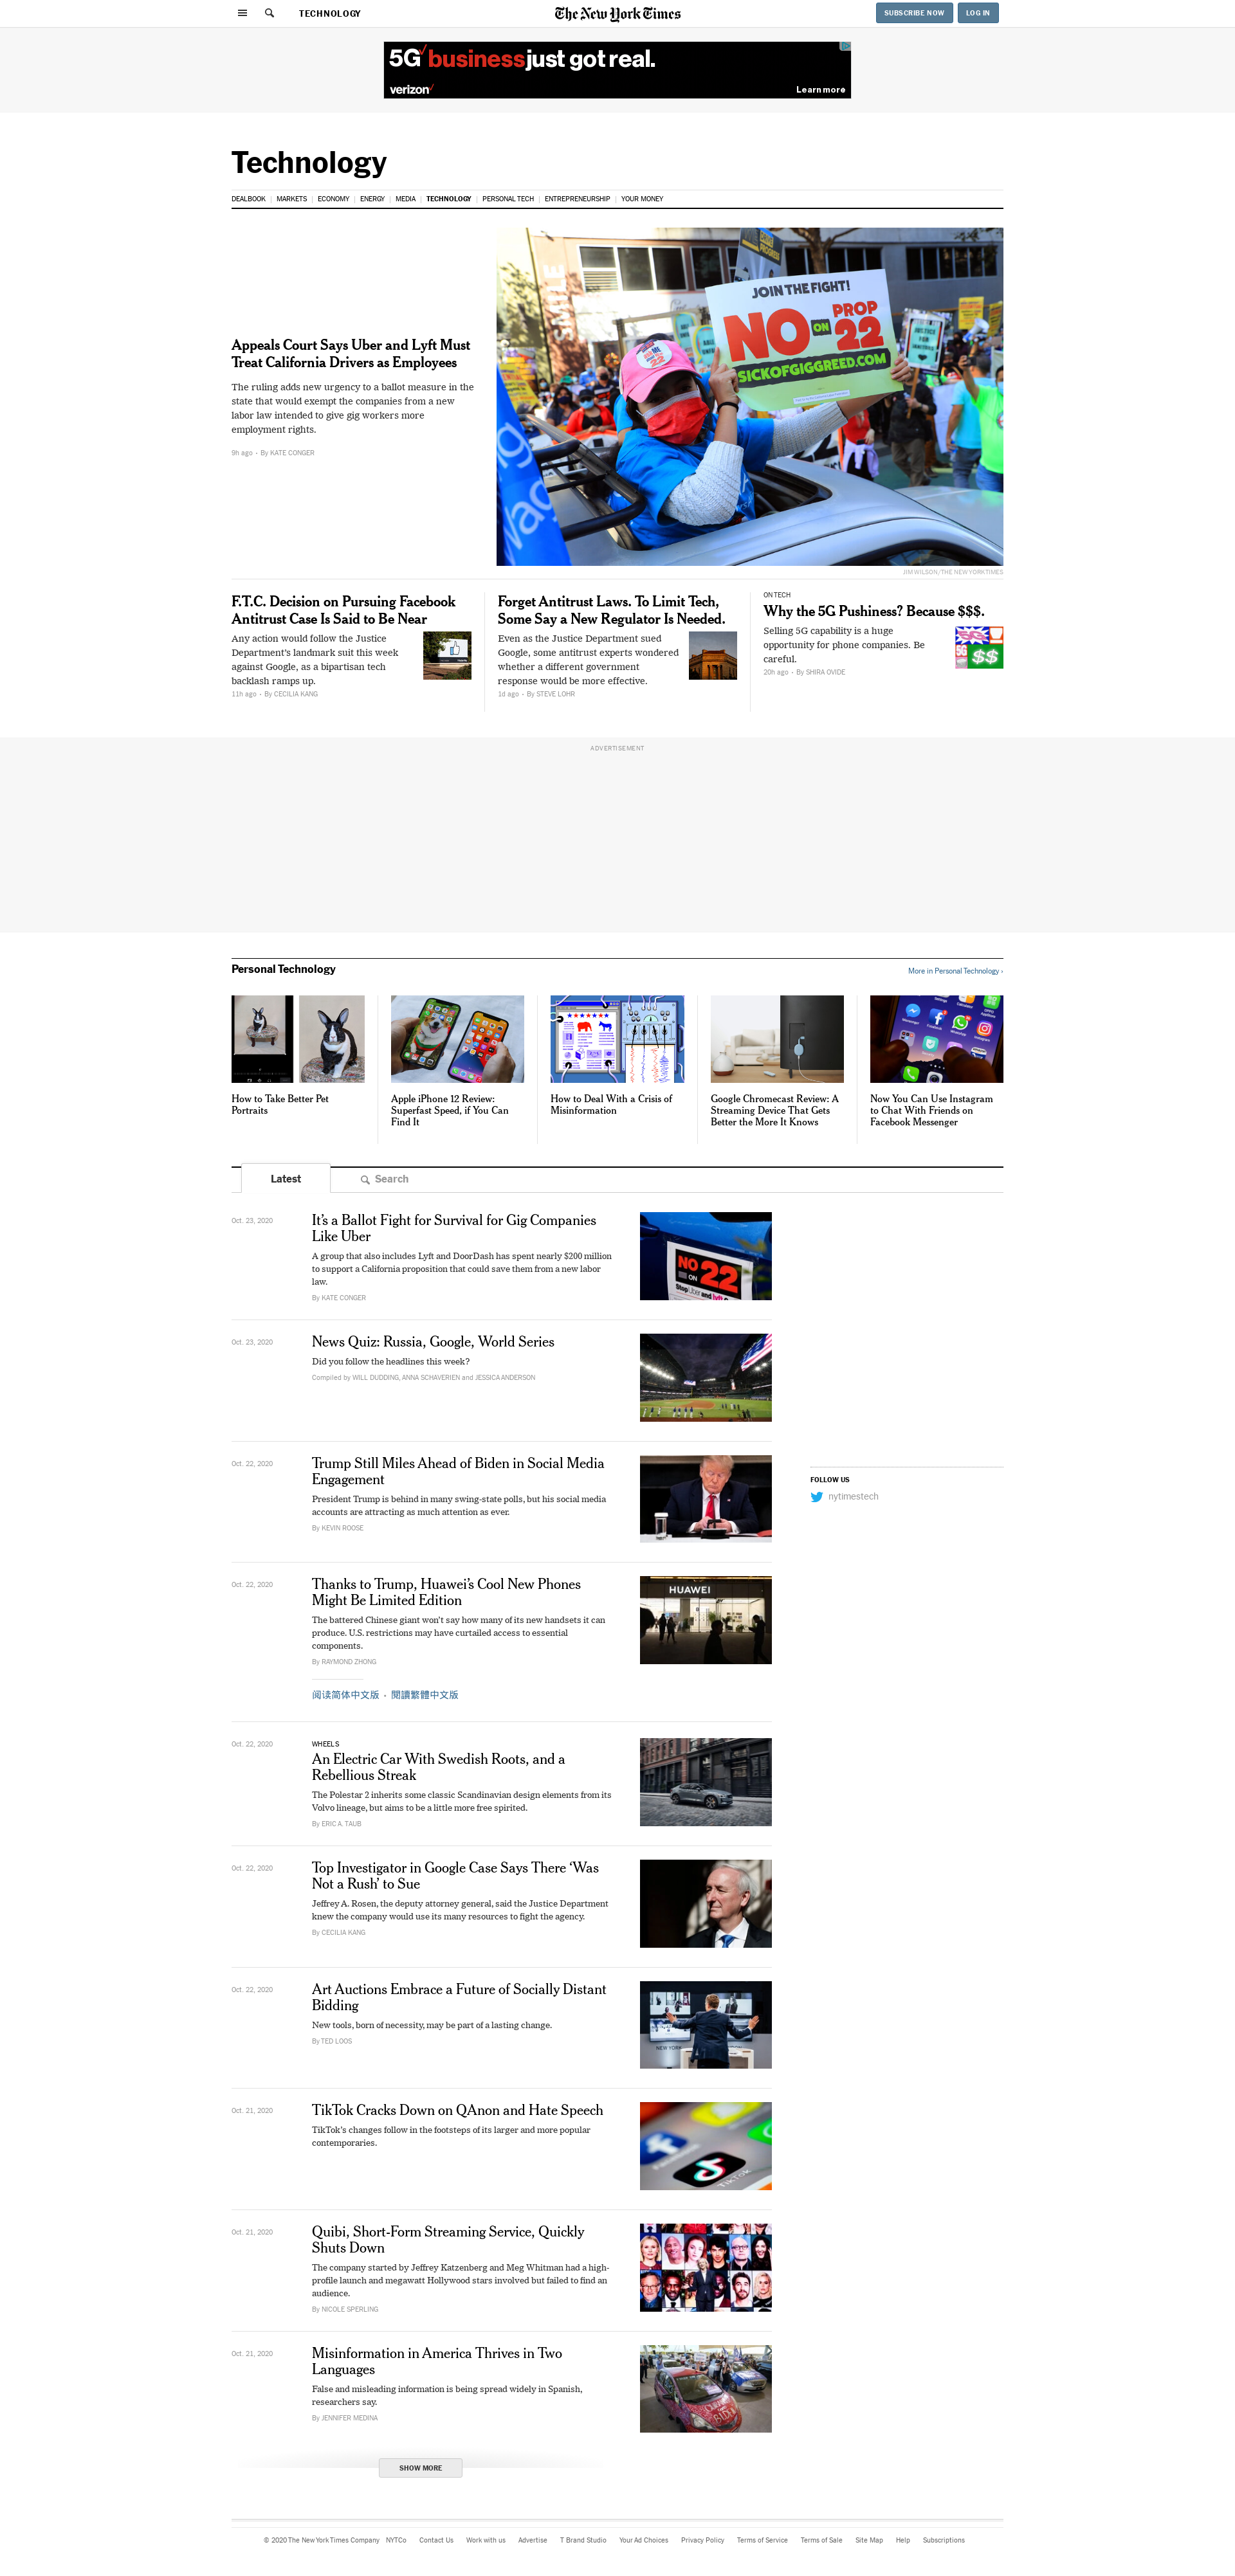 TECHNOLOGY
The New York Times
SUBSCRIBE NOW
LOG IN
5G business just got real.
verizon
Learn more
Technology
DEALBOOK
MARKETS
ECONOMY
ENERGY
MEDIA
TECHNOLOGY
PERSONAL TECH
ENTREPRENEURSHIP
YOUR MONEY
Appeals Court Says Uber and Lyft Must
Treat California Drivers as Employees
The ruling adds new urgency to a ballot measure in the
state that would exempt the companies from a new
labor law intended to give gig workers more
employment rights.
9h ago • By KATE CONGER
JOIN THE FIGHT!
NO ON PROP 22
SICKOFGIGGREED.COM
JIM WILSON/THE NEW YORK TIMES
F.T.C. Decision on Pursuing Facebook
Antitrust Case Is Said to Be Near
Any action would follow the Justice
Department's landmark suit this week
against Google, as a bipartisan tech
backlash ramps up.
11h ago • By CECILIA KANG
Forget Antitrust Laws. To Limit Tech,
Some Say a New Regulator Is Needed.
Even as the Justice Department sued
Google, some antitrust experts wondered
whether a different government
response would be more effective.
1d ago • By STEVE LOHR
ON TECH
Why the 5G Pushiness? Because $$$.
Selling 5G capability is a huge
opportunity for phone companies. Be
careful.
20h ago • By SHIRA OVIDE
ADVERTISEMENT
Personal Technology
More in Personal Technology ›
How to Take Better Pet
Portraits
Apple iPhone 12 Review:
Superfast Speed, if You Can
Find It
How to Deal With a Crisis of
Misinformation
Google Chromecast Review: A
Streaming Device That Gets
Better the More It Knows
Now You Can Use Instagram
to Chat With Friends on
Facebook Messenger
Latest
Search
Oct. 23, 2020
It's a Ballot Fight for Survival for Gig Companies
Like Uber
A group that also includes Lyft and DoorDash has spent nearly $200 million
to support a California proposition that could save them from a new labor
law.
By KATE CONGER
NO ON 22
Oct. 23, 2020
News Quiz: Russia, Google, World Series
Did you follow the headlines this week?
Compiled by WILL DUDDING, ANNA SCHAVERIEN and JESSICA ANDERSON
Oct. 22, 2020
Trump Still Miles Ahead of Biden in Social Media
Engagement
President Trump is behind in many swing-state polls, but his social media
accounts are attracting as much attention as ever.
By KEVIN ROOSE
FOLLOW US
nytimestech
Oct. 22, 2020
Thanks to Trump, Huawei's Cool New Phones
Might Be Limited Edition
The battered Chinese giant won't say how many of its new handsets it can
produce. U.S. restrictions may have curtailed access to essential
components.
By RAYMOND ZHONG
HUAWEI
阅读简体中文版 • 閱讀繁體中文版
Oct. 22, 2020
WHEELS
An Electric Car With Swedish Roots, and a
Rebellious Streak
The Polestar 2 inherits some classic Scandinavian design elements from its
Volvo lineage, but aims to be a little more free spirited.
By ERIC A. TAUB
Oct. 22, 2020
Top Investigator in Google Case Says There 'Was
Not a Rush' to Sue
Jeffrey A. Rosen, the deputy attorney general, said the Justice Department
knew the company would use its many resources to fight the agency.
By CECILIA KANG
Oct. 22, 2020
Art Auctions Embrace a Future of Socially Distant
Bidding
New tools, born of necessity, may be part of a lasting change.
By TED LOOS
NEW YORK
Oct. 21, 2020
TikTok Cracks Down on QAnon and Hate Speech
TikTok's changes follow in the footsteps of its larger and more popular
contemporaries.
Oct. 21, 2020
Quibi, Short-Form Streaming Service, Quickly
Shuts Down
The company started by Jeffrey Katzenberg and Meg Whitman had a high-
profile launch and megawatt Hollywood stars involved but failed to find an
audience.
By NICOLE SPERLING
Oct. 21, 2020
Misinformation in America Thrives in Two
Languages
False and misleading information is being spread widely in Spanish,
researchers say.
By JENNIFER MEDINA
SHOW MORE
© 2020 The New York Times Company
NYTCo
Contact Us
Work with us
Advertise
T Brand Studio
Your Ad Choices
Privacy Policy
Terms of Service
Terms of Sale
Site Map
Help
Subscriptions